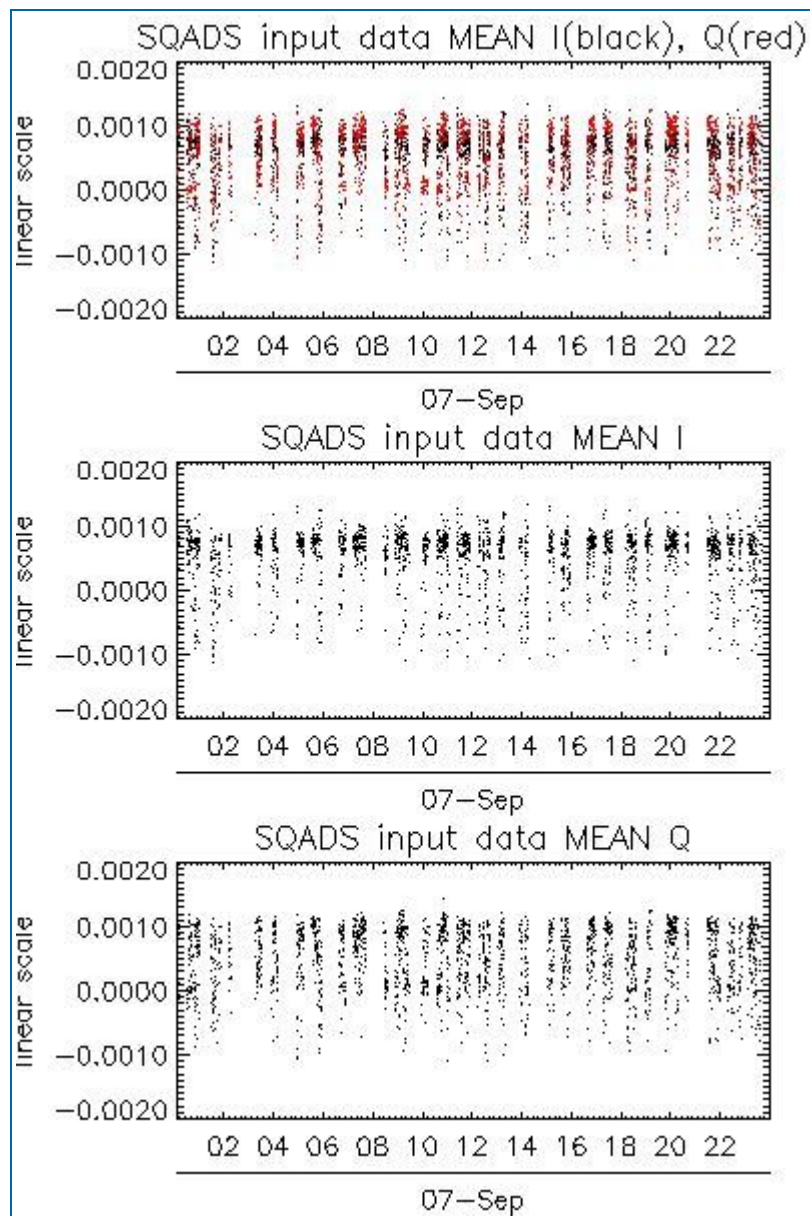 SQADS input data MEAN I(black), Q(red)
0.0020
0.0010
0.0000
−0.0010
−0.0020
linear scale
02 04 06 08 10 12 14 16 18 20 22
07−Sep
SQADS input data MEAN I
0.0020
0.0010
0.0000
−0.0010
−0.0020
linear scale
02 04 06 08 10 12 14 16 18 20 22
07−Sep
SQADS input data MEAN Q
0.0020
0.0010
0.0000
−0.0010
−0.0020
linear scale
02 04 06 08 10 12 14 16 18 20 22
07−Sep